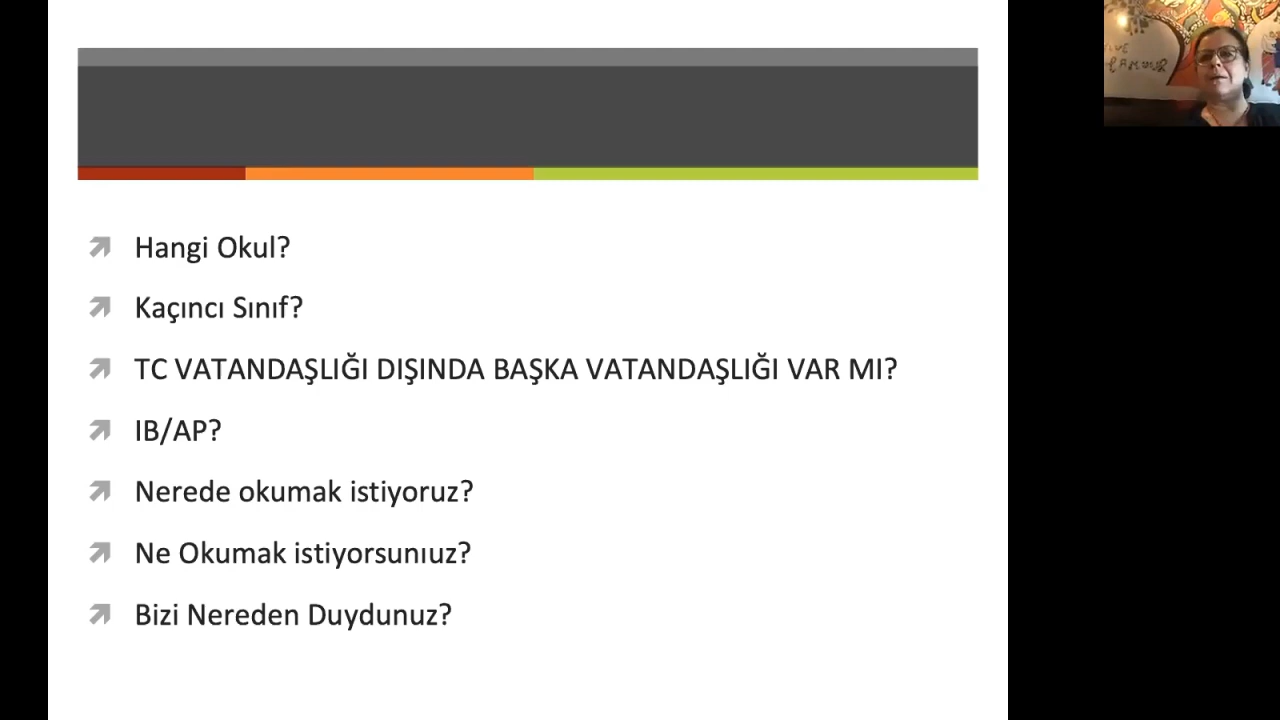 Hangi Okul?
Kaçıncı Sınıf?
TC VATANDAŞLIĞI DIŞINDA BAŞKA VATANDAŞLIĞI VAR MI?
IB/AP?
Nerede okumak istiyoruz?
Ne Okumak istiyorsunıuz?
Bizi Nereden Duydunuz?